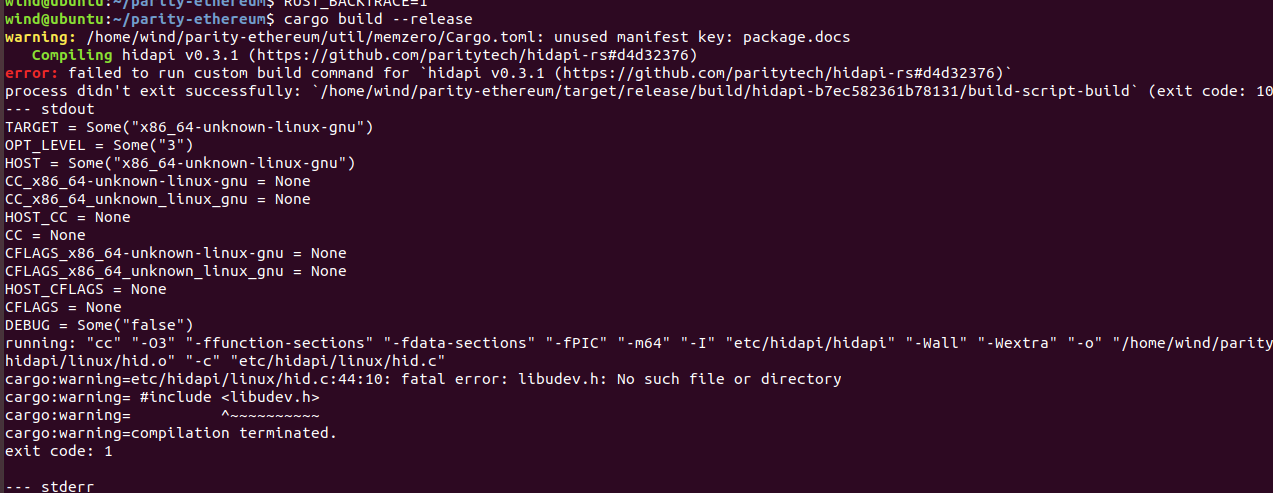 wind@ubuntu:~/parity-ethereum$ RUST_BACKTRACE=1
wind@ubuntu:~/parity-ethereum$ cargo build --release
warning: /home/wind/parity-ethereum/util/memzero/Cargo.toml: unused manifest key: package.docs
   Compiling hidapi v0.3.1 (https://github.com/paritytech/hidapi-rs#d4d32376)
error: failed to run custom build command for `hidapi v0.3.1 (https://github.com/paritytech/hidapi-rs#d4d32376)`
process didn't exit successfully: `/home/wind/parity-ethereum/target/release/build/hidapi-b7ec582361b78131/build-script-build` (exit code: 10
--- stdout
TARGET = Some("x86_64-unknown-linux-gnu")
OPT_LEVEL = Some("3")
HOST = Some("x86_64-unknown-linux-gnu")
CC_x86_64-unknown-linux-gnu = None
CC_x86_64_unknown_linux_gnu = None
HOST_CC = None
CC = None
CFLAGS_x86_64-unknown-linux-gnu = None
CFLAGS_x86_64_unknown_linux_gnu = None
HOST_CFLAGS = None
CFLAGS = None
DEBUG = Some("false")
running: "cc" "-O3" "-ffunction-sections" "-fdata-sections" "-fPIC" "-m64" "-I" "etc/hidapi/hidapi" "-Wall" "-Wextra" "-o" "/home/wind/parity
hidapi/linux/hid.o" "-c" "etc/hidapi/linux/hid.c"
cargo:warning=etc/hidapi/linux/hid.c:44:10: fatal error: libudev.h: No such file or directory
cargo:warning= #include <libudev.h>
cargo:warning=          ^~~~~~~~~~~
cargo:warning=compilation terminated.
exit code: 1
--- stderr